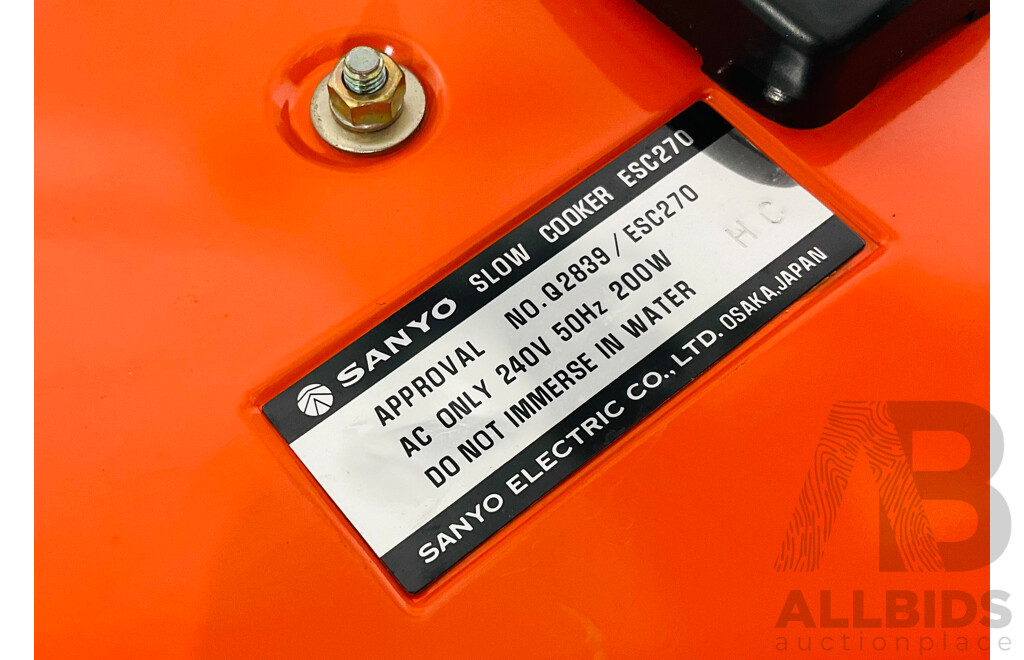 SANYO SLOW COOKER ESC270
APPROVAL NO.Q2839/ESC270
AC ONLY 240V 50Hz 200W
DO NOT IMMERSE IN WATER
H C
SANYO ELECTRIC CO.,LTD. OSAKA,JAPAN
AB
ALLBIDS
auctionplace